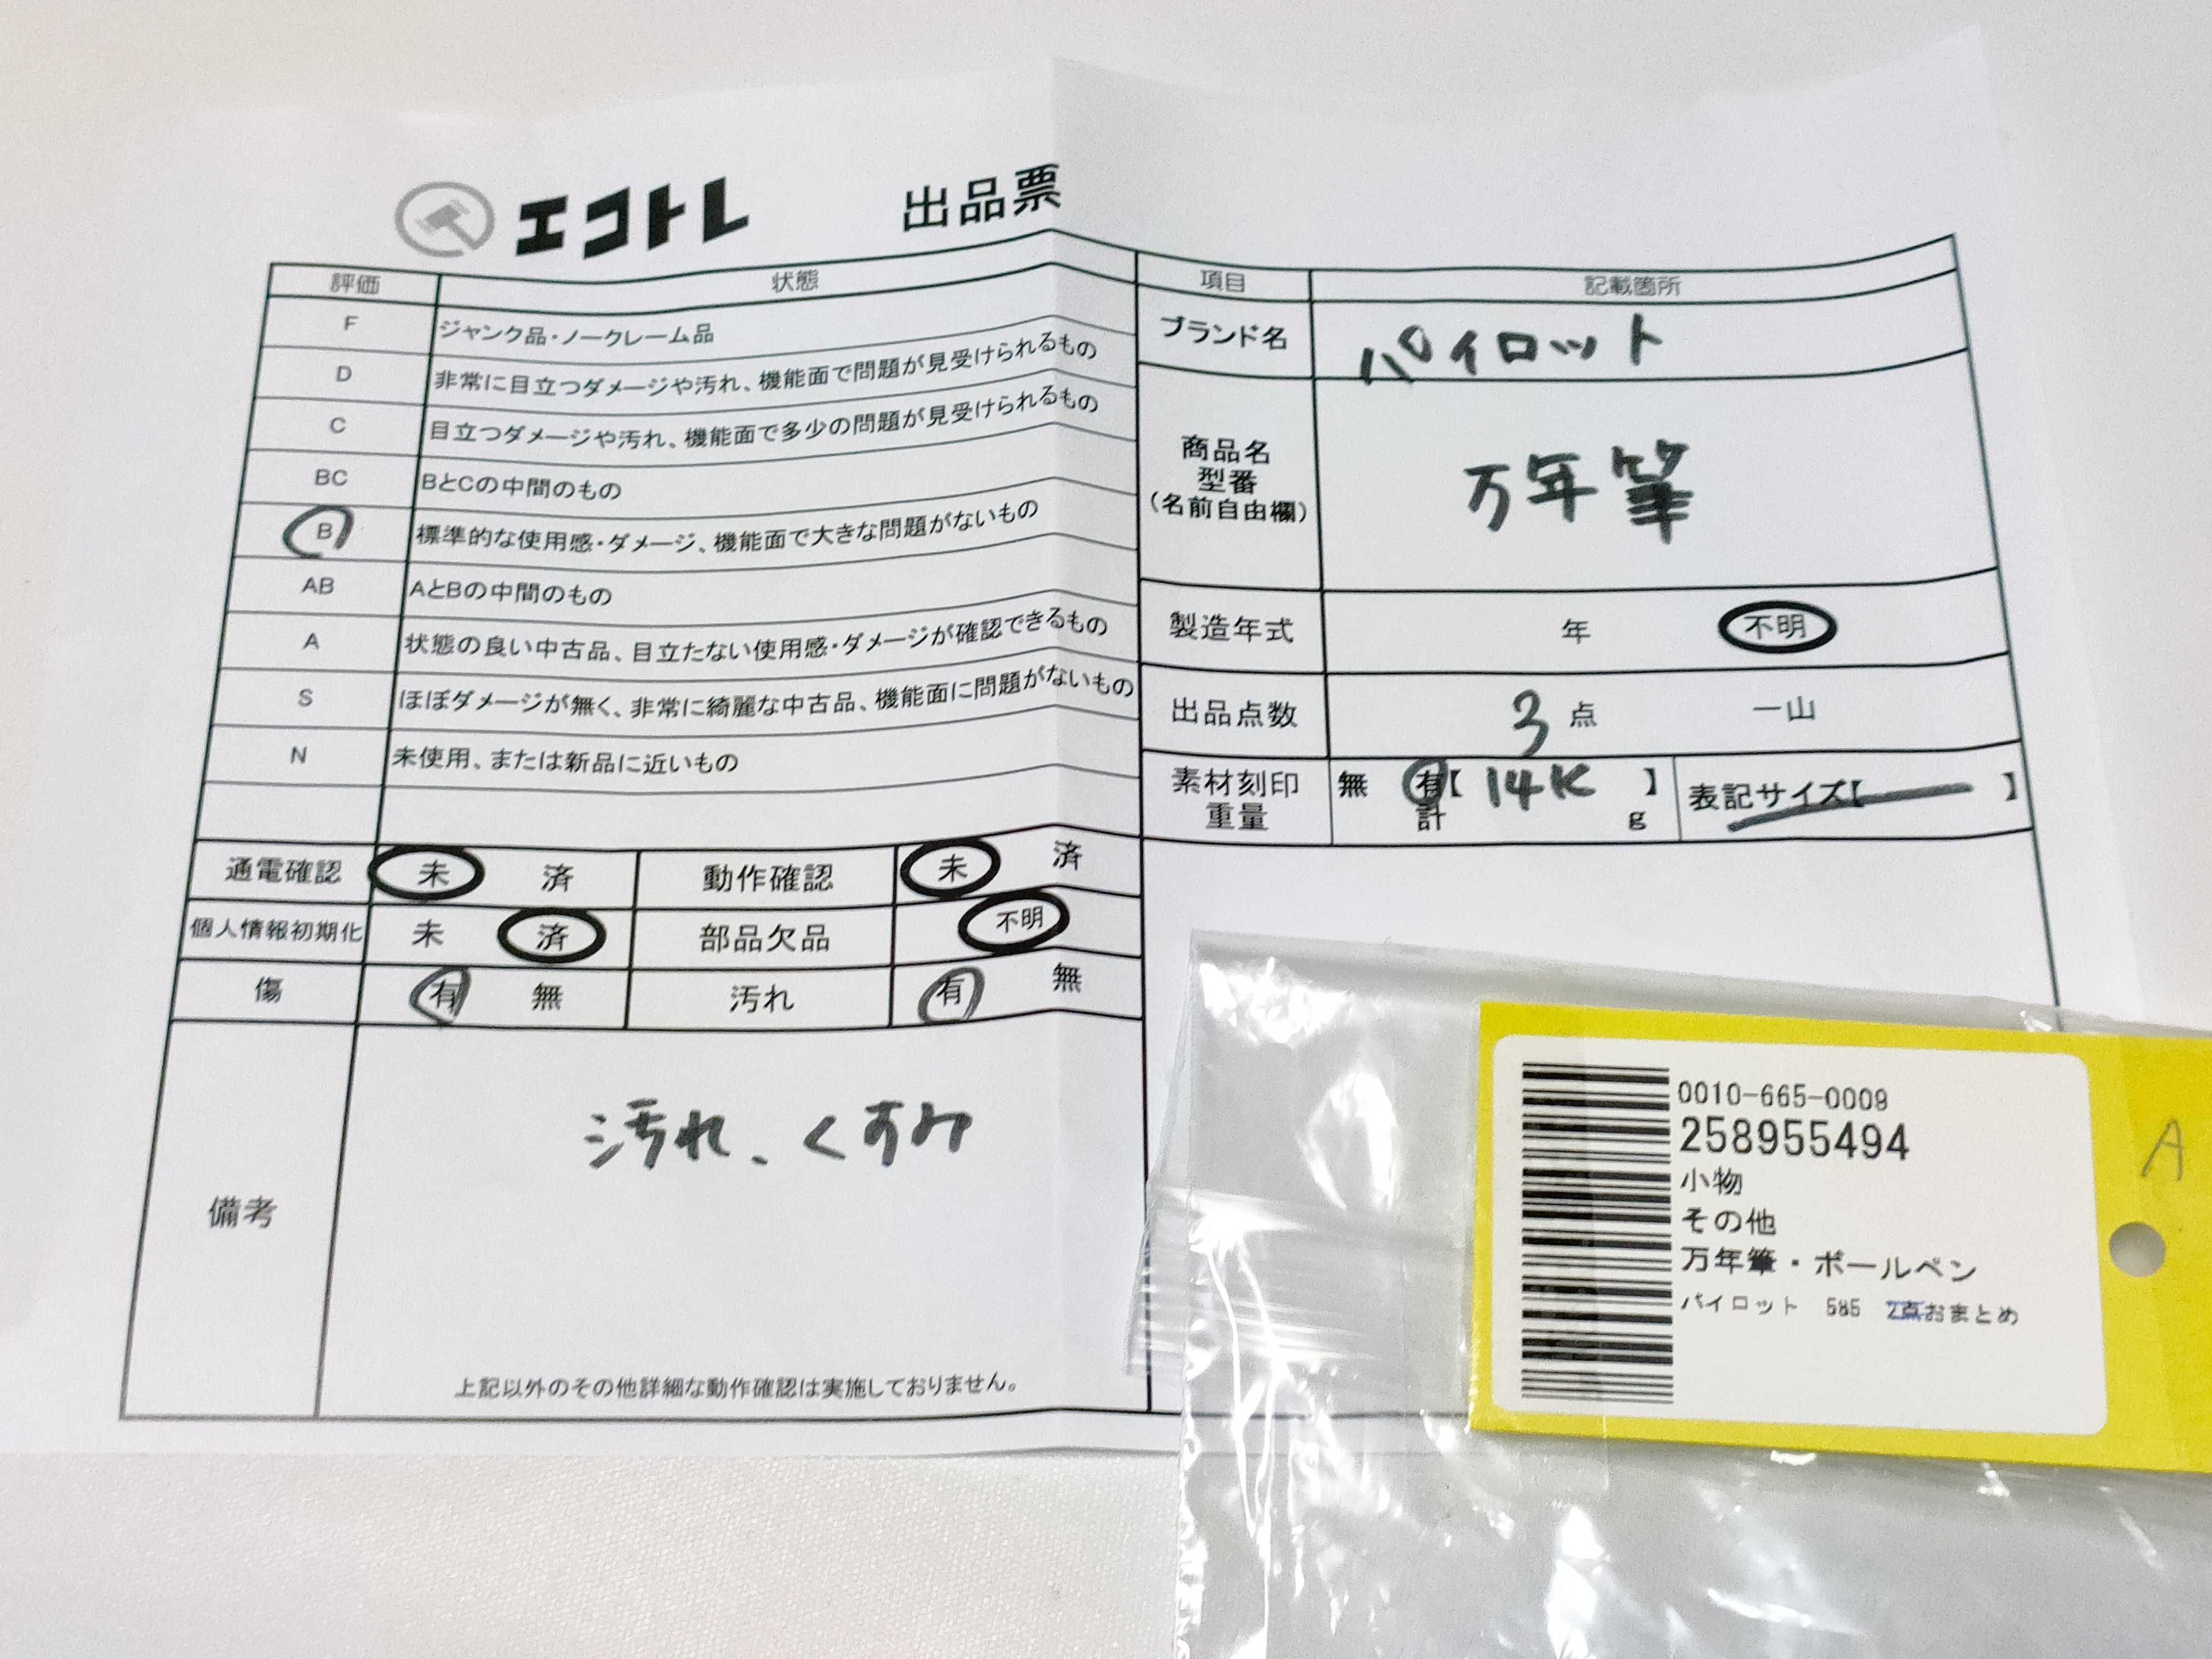 エコトレ 出品票
評価 状態
F ジャンク品・ノークレーム品
D 非常に目立つダメージや汚れ、機能面で問題が見受けられるもの
C 目立つダメージや汚れ、機能面で多少の問題が見受けられるもの
BC BとCの中間のもの
B 標準的な使用感・ダメージ、機能面で大きな問題がないもの
AB AとBの中間のもの
A 状態の良い中古品、目立たない使用感・ダメージが確認できるもの
S ほぼダメージが無く、非常に綺麗な中古品、機能面に問題がないもの
N 未使用、または新品に近いもの
通電確認 未 済 動作確認 未 済
個人情報初期化 未 済 部品欠品 不明
傷 有 無 汚れ 有 無
備考
汚れ、くすみ
上記以外のその他詳細な動作確認は実施しておりません。
項目 記載箇所
ブランド名 パイロット
商品名
型番
(名前自由欄)
万年筆
製造年式 年 不明
出品点数 3点 一山
素材刻印 無 有【14K】
重量 計 g
表記サイズ【 】
0010-665-0009
258955494
小物
その他
万年筆・ボールペン
パイロット 585 2点おまとめ
A